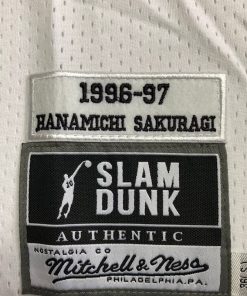 1996-97
HANAMICHI SAKURAGI
SLAM
DUNK
AUTHENTIC
NOSTALGIA CO
Mitchell & Ness
PHILADELPHIA, PA.